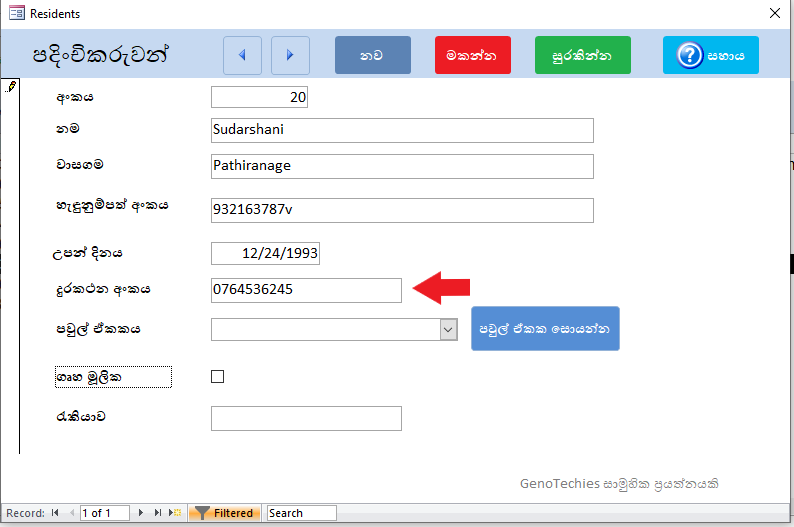 Residents
පදිංචිකරුවන් නව මකන්න සුරකින්න ? සහාය
අංකය 20
නම Sudarshani
වාසගම Pathiranage
හැඳුනුම්පත් අංකය 932163787v
උපන් දිනය 12/24/1993
දුරකථන අංකය 0764536245
පවුල් ඒකකය පවුල් ඒකක සොයන්න
ගෘහ මූලික
රැකියාව
GenoTechies සාමුහික ප්‍රයත්නයකි
Record: 1 of 1 Filtered Search